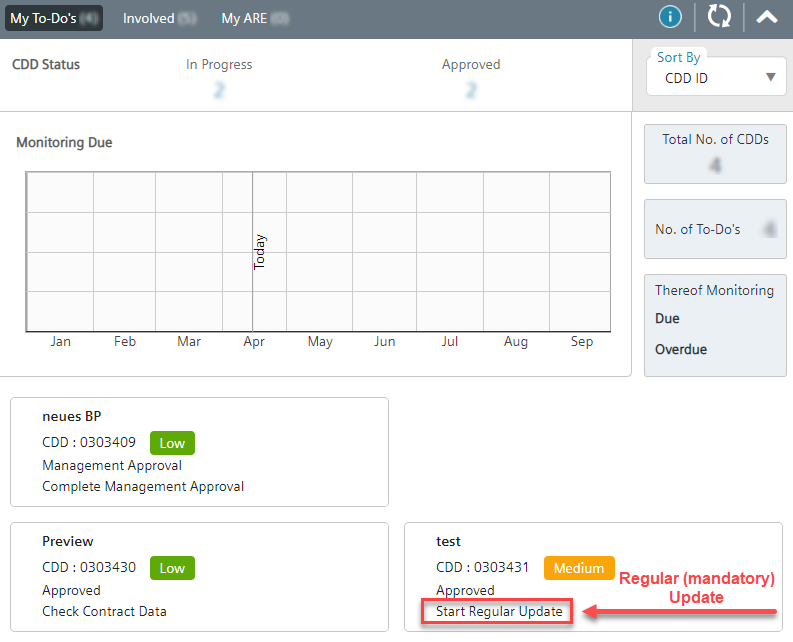 My To-Do's (4) Involved (5) My ARE (0)
CDD Status In Progress Approved
2 2
Sort By
CDD ID
Monitoring Due
Total No. of CDDs
4
Today
No. of To-Do's 4
Thereof Monitoring
Due
Overdue
Jan Feb Mar Apr May Jun Jul Aug Sep
neues BP
CDD : 0303409 Low
Management Approval
Complete Management Approval
Preview
CDD : 0303430 Low
Approved
Check Contract Data
test
CDD : 0303431 Medium
Approved
Start Regular Update
Regular (mandatory)
Update